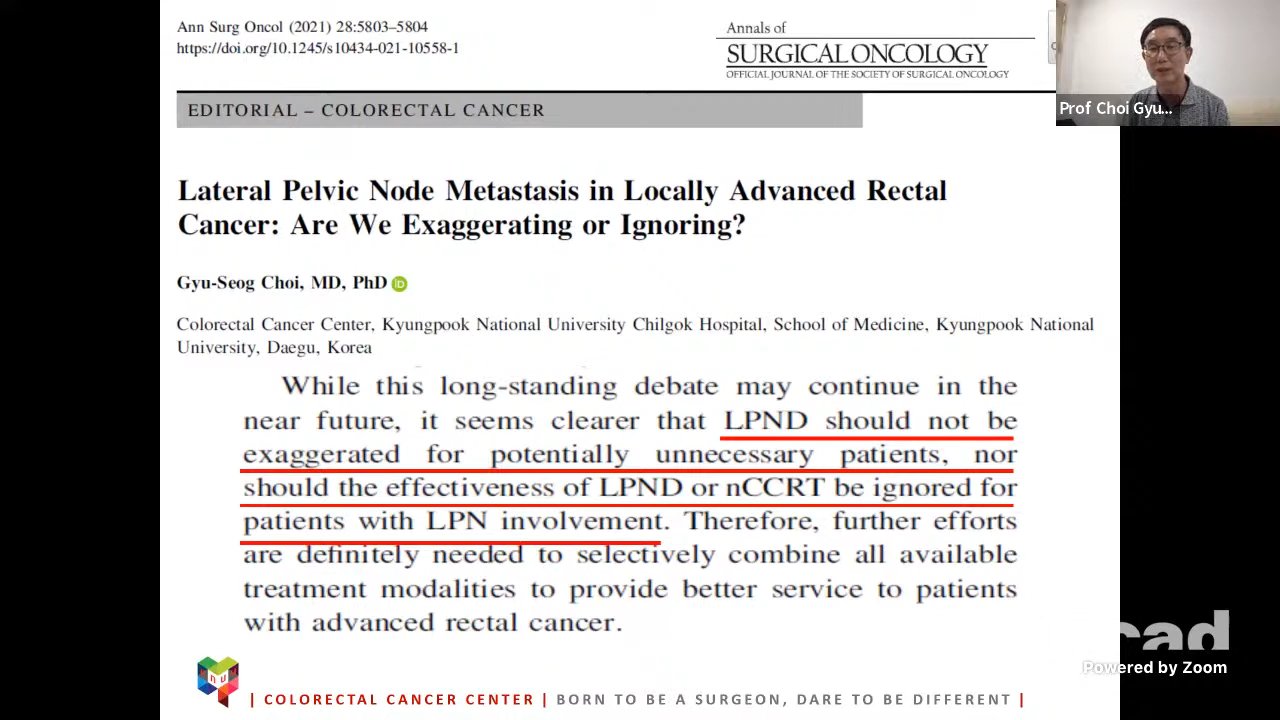 Ann Surg Oncol (2021) 28:5803–5804
https://doi.org/10.1245/s10434-021-10558-1
Annals of
SURGICAL ONCOLOGY
OFFICIAL JOURNAL OF THE SOCIETY OF SURGICAL ONCOLOGY
Prof Choi Gyu...
EDITORIAL – COLORECTAL CANCER
Lateral Pelvic Node Metastasis in Locally Advanced Rectal
Cancer: Are We Exaggerating or Ignoring?
Gyu-Seog Choi, MD, PhD iD
Colorectal Cancer Center, Kyungpook National University Chilgok Hospital, School of Medicine, Kyungpook National
University, Daegu, Korea
While this long-standing debate may continue in the
near future, it seems clearer that LPND should not be
exaggerated for potentially unnecessary patients, nor
should the effectiveness of LPND or nCCRT be ignored for
patients with LPN involvement. Therefore, further efforts
are definitely needed to selectively combine all available
treatment modalities to provide better service to patients
with advanced rectal cancer.
cad
Powered by Zoom
| COLORECTAL CANCER CENTER | BORN TO BE A SURGEON, DARE TO BE DIFFERENT |